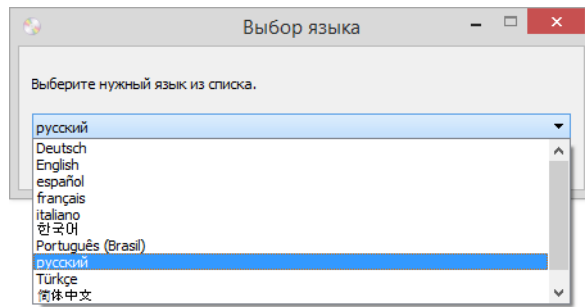 Выбор языка
Выберите нужный язык из списка.
русский
Deutsch
English
español
français
italiano
한국어
Português (Brasil)
русский
Türkçe
简体中文